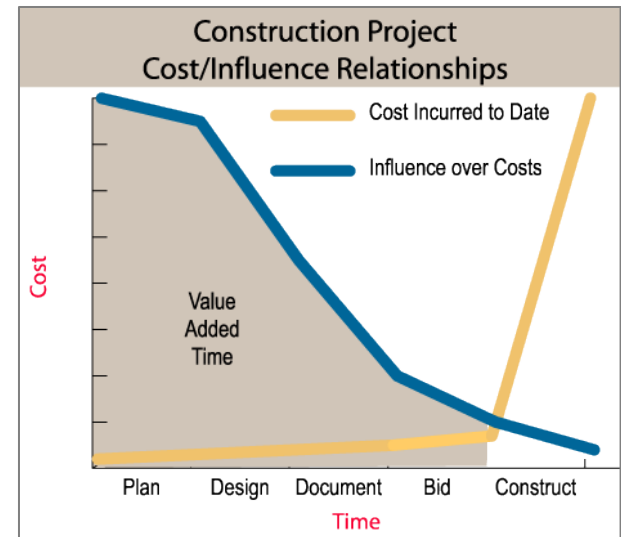 Construction Project
Cost/Influence Relationships
Cost Incurred to Date
Influence over Costs
Cost
Value
Added
Time
Plan Design Document Bid Construct
Time